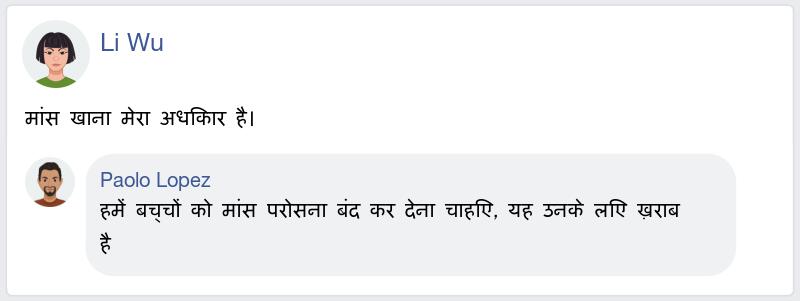 Li Wu
मांस खाना मेरा अधिकार है।
Paolo Lopez
हमें बच्चों को मांस परोसना बंद कर देना चाहिए, यह उनके लिए ख़राब
है